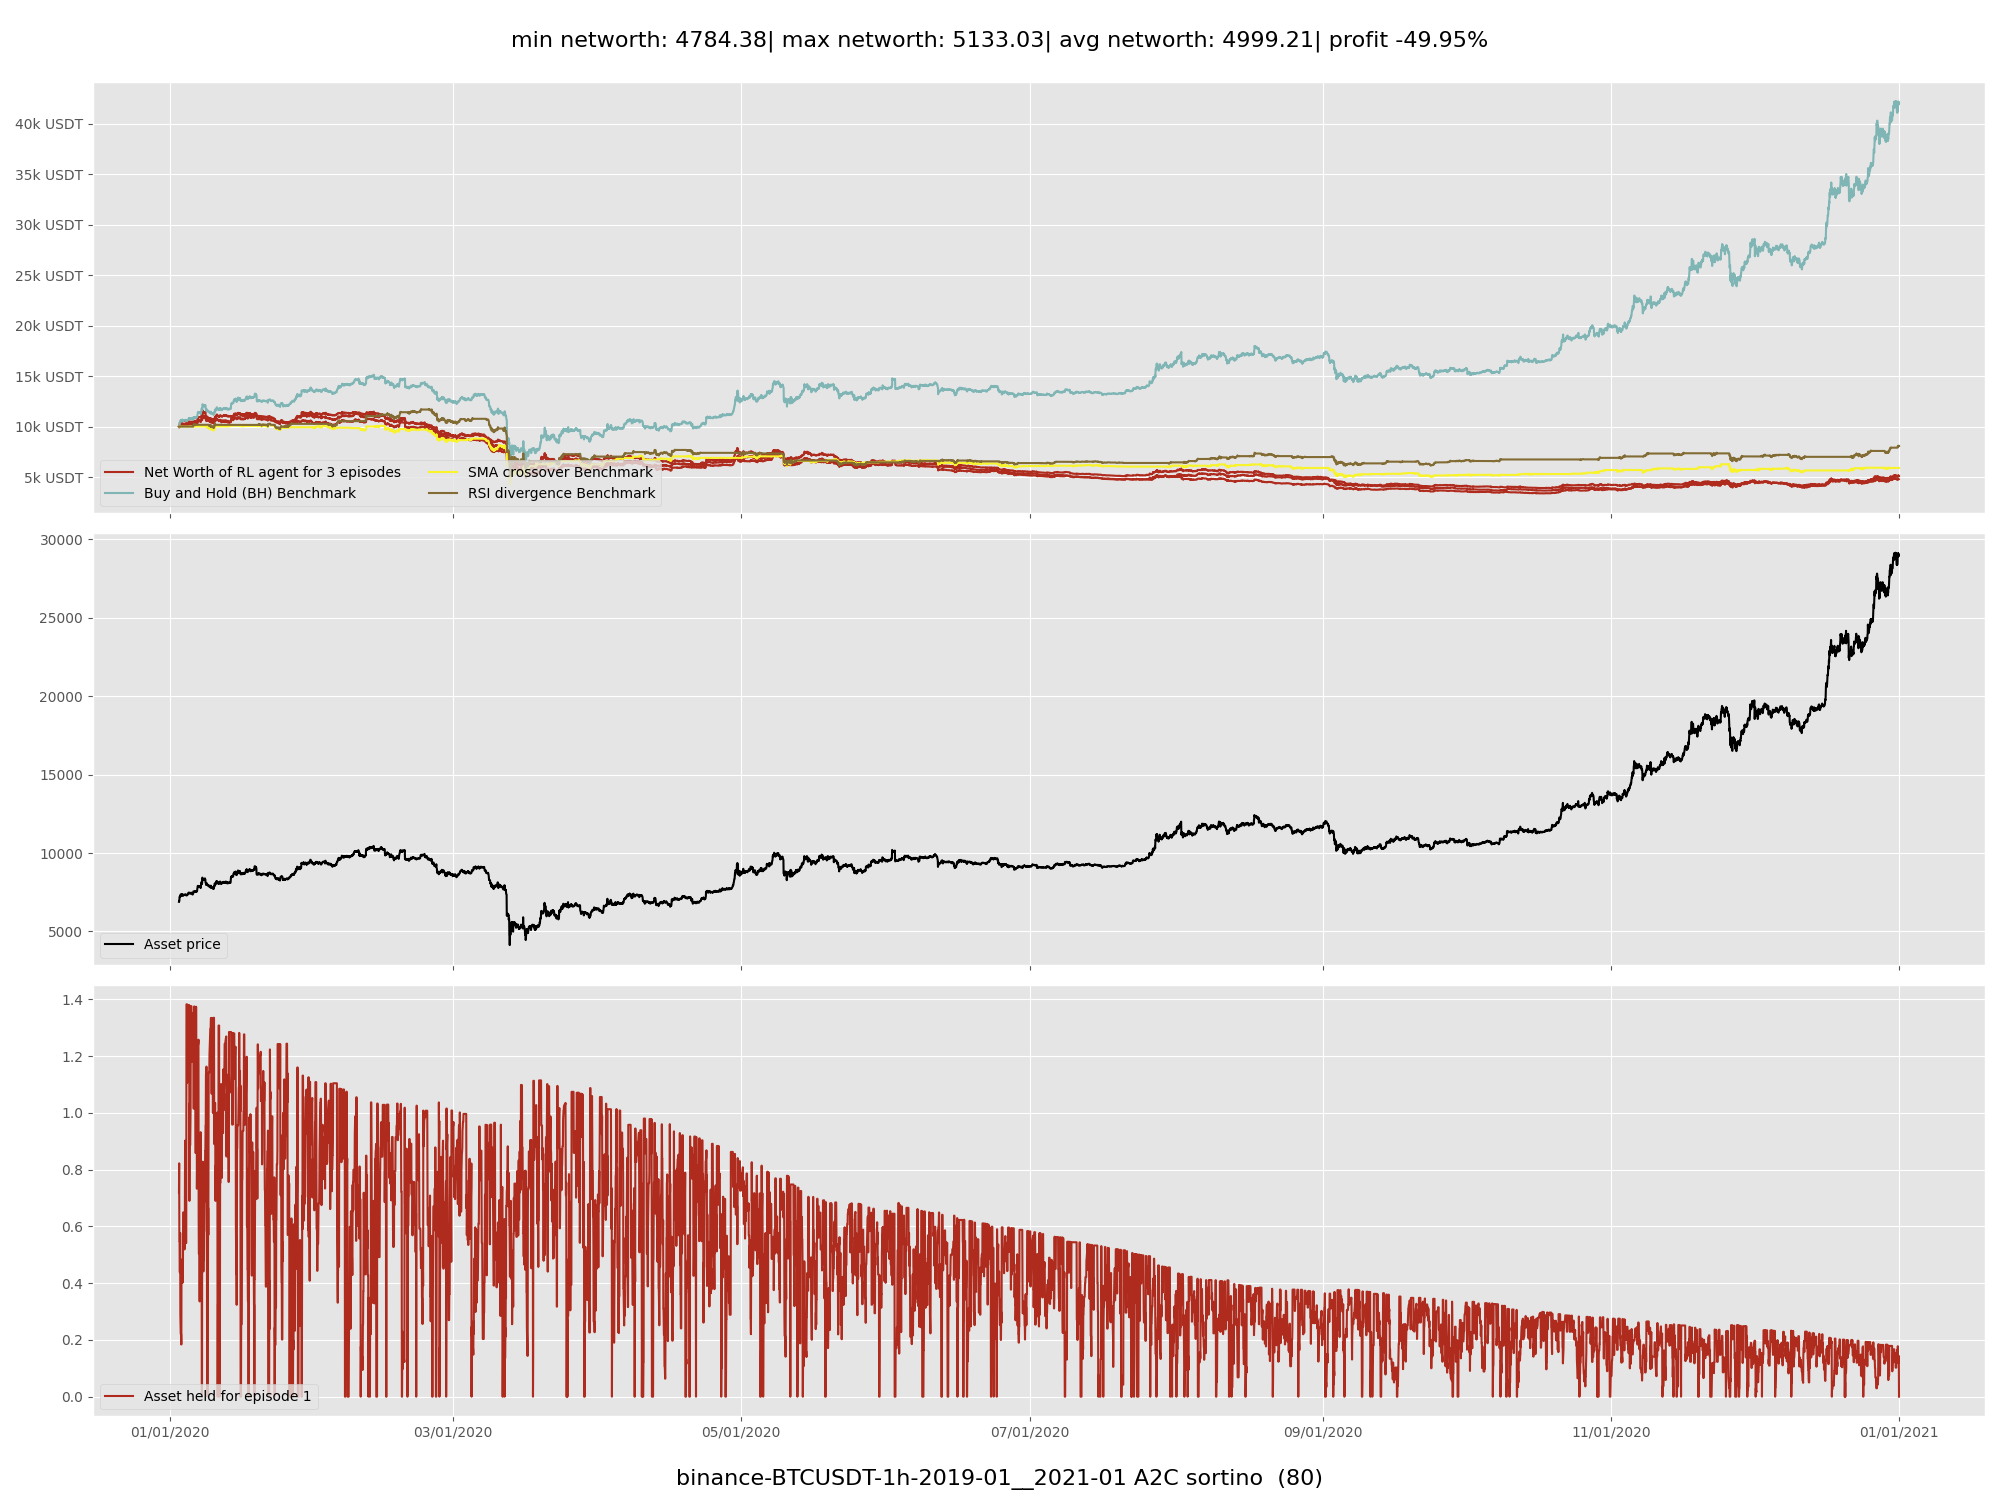 min networth: 4784.38| max networth: 5133.03| avg networth: 4999.21| profit -49.95%
40k USDT
35k USDT
30k USDT
25k USDT
20k USDT
15k USDT
10k USDT
5k USDT
Net Worth of RL agent for 3 episodes
Buy and Hold (BH) Benchmark
SMA crossover Benchmark
RSI divergence Benchmark
30000
25000
20000
15000
10000
5000
Asset price
1.4
1.2
1.0
0.8
0.6
0.4
0.2
0.0
Asset held for episode 1
01/01/2020 03/01/2020 05/01/2020 07/01/2020 09/01/2020 11/01/2020 01/01/2021
binance-BTCUSDT-1h-2019-01__2021-01 A2C sortino  (80)